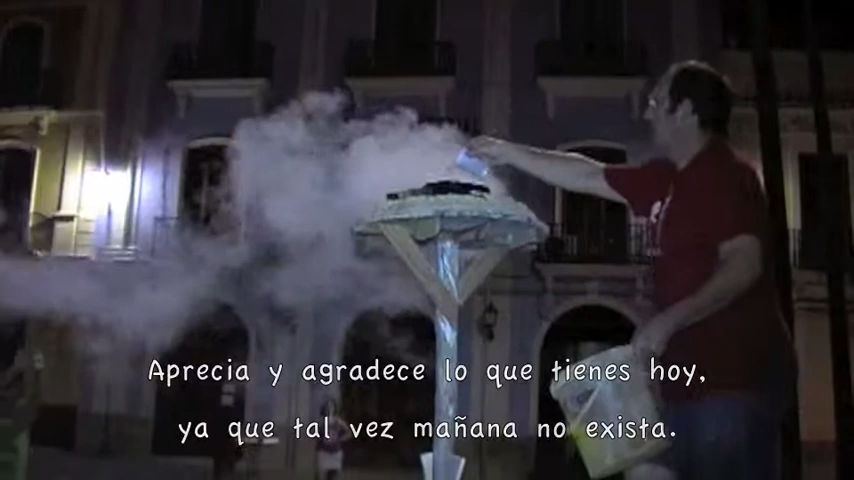 Aprecia y agradece lo que tienes hoy,
ya que tal vez mañana no exista.